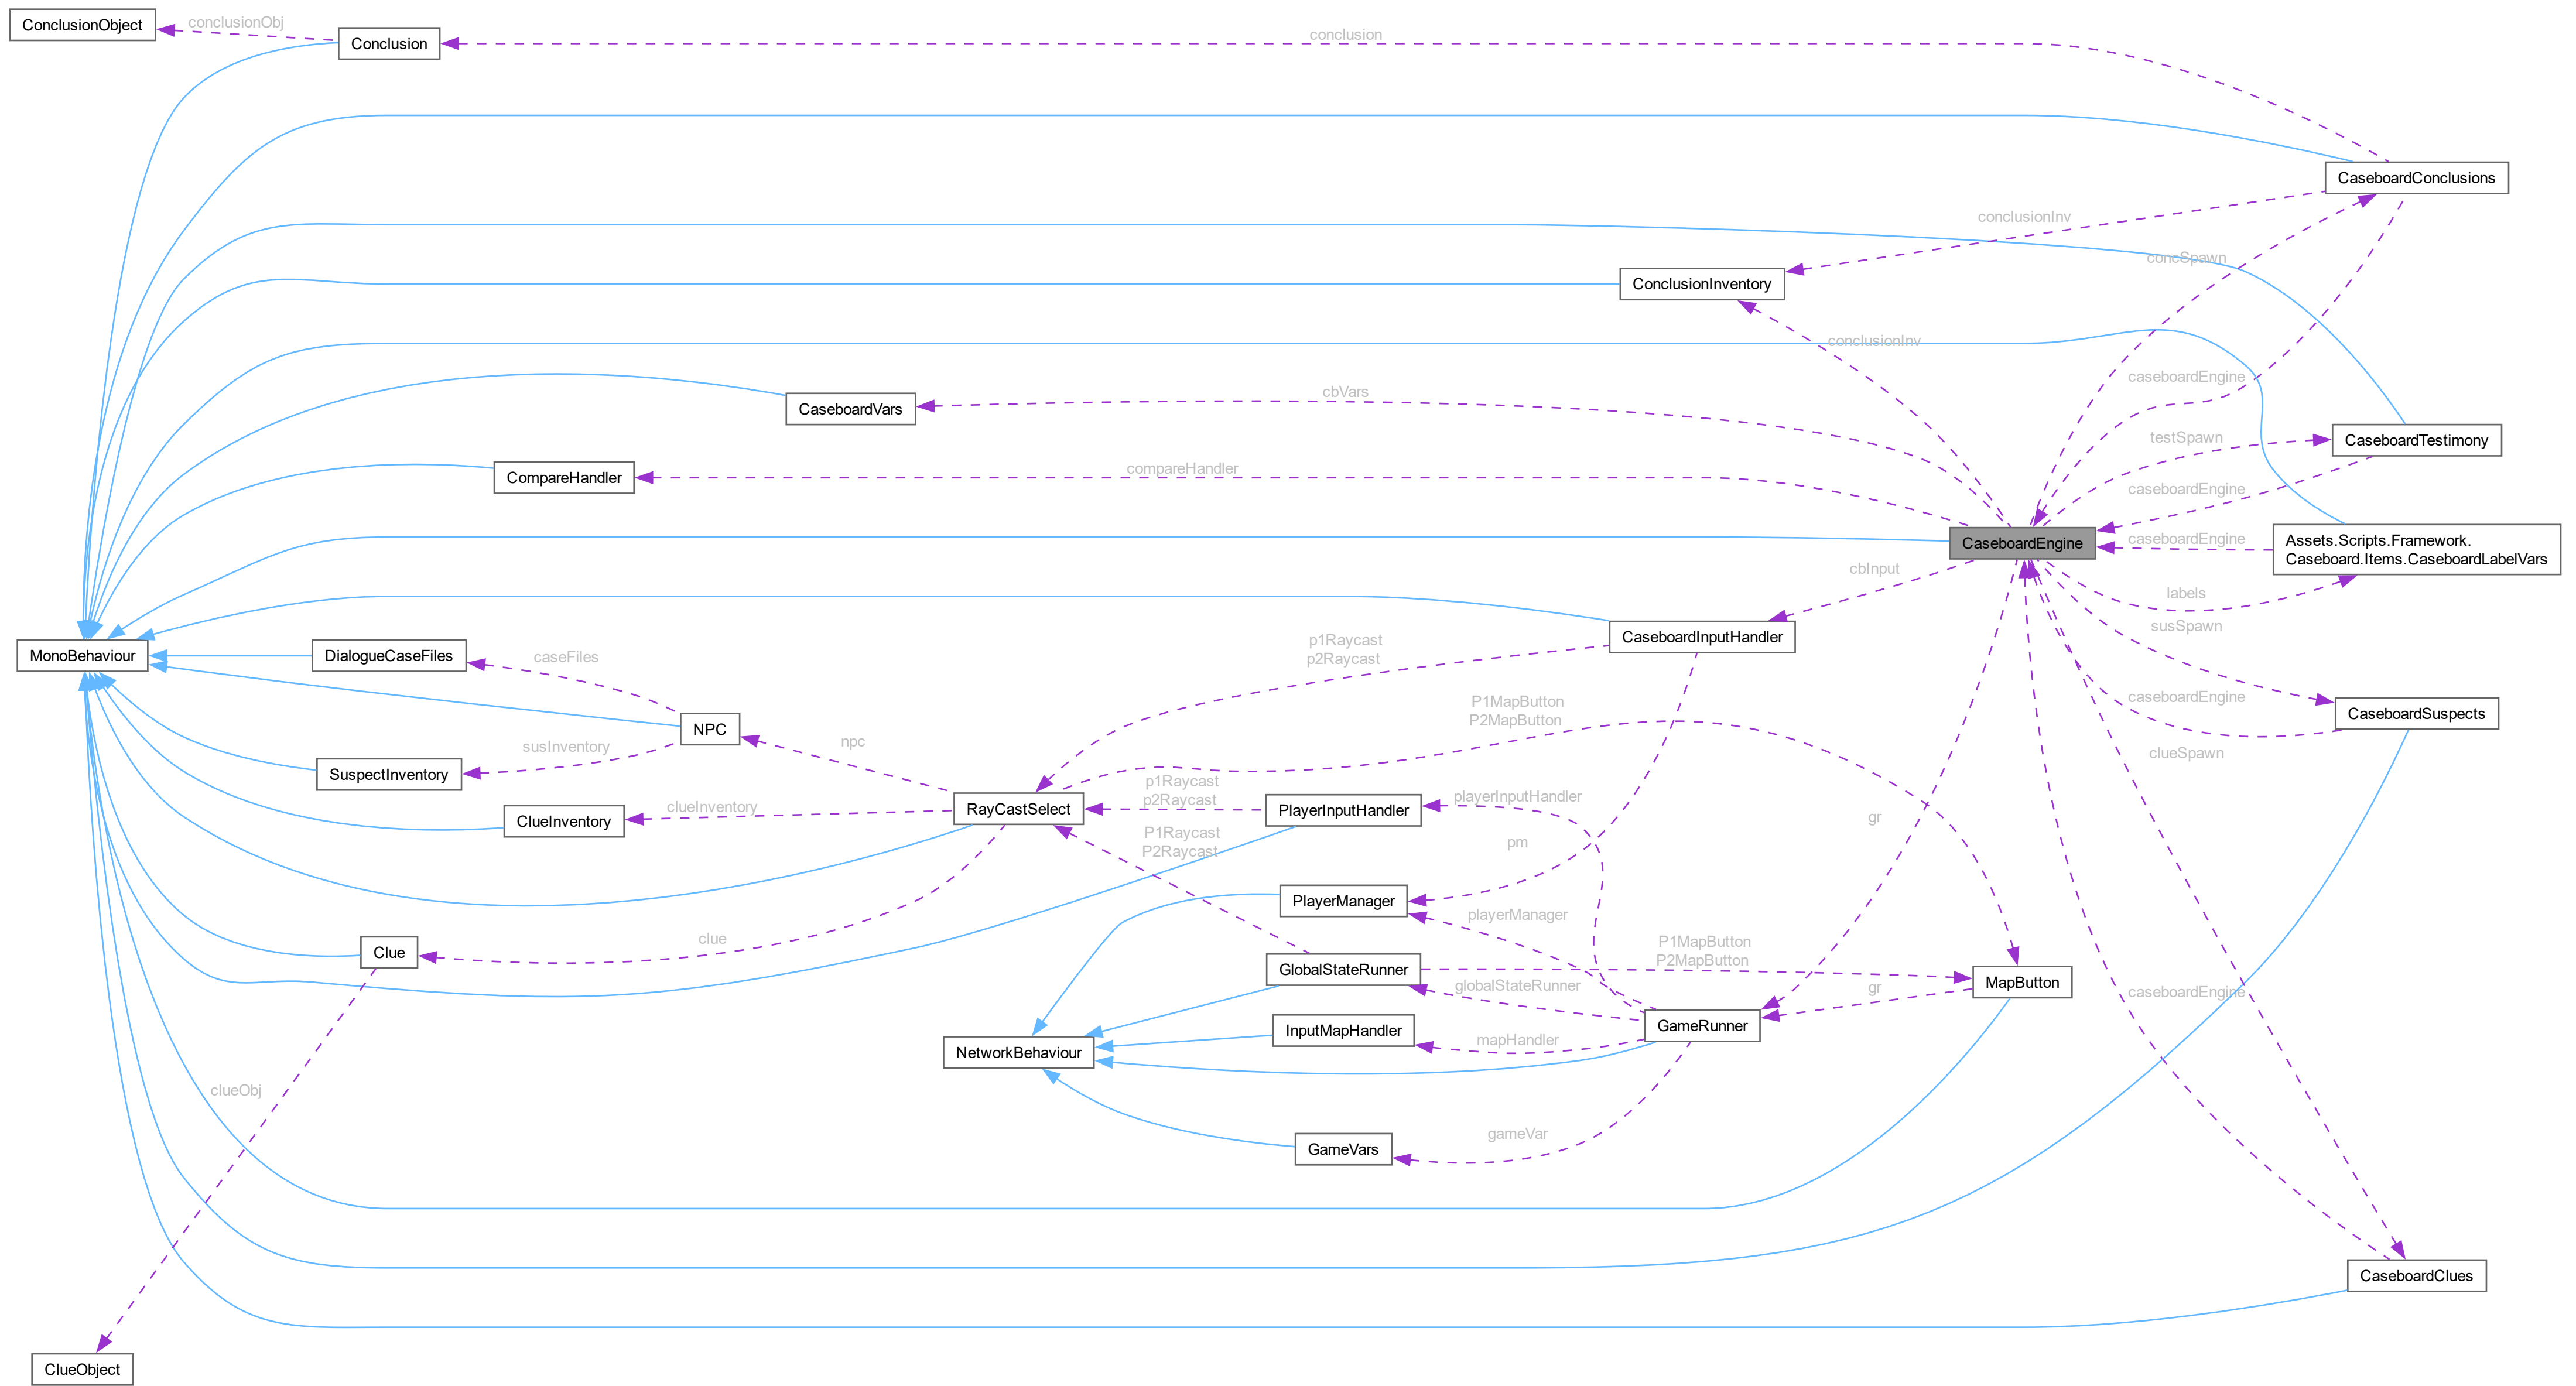 ConclusionObject
conclusionObj
Conclusion
conclusion
CaseboardConclusions
conclusionInv
concSpawn
ConclusionInventory
conclusionInv
caseboardEngine
cbVars
CaseboardVars
testSpawn
CaseboardTestimony
compareHandler
CompareHandler
caseboardEngine
CaseboardEngine
caseboardEngine
Assets.Scripts.Framework.
Caseboard.Items.CaseboardLabelVars
cbInput
labels
susSpawn
CaseboardInputHandler
p1Raycast
p2Raycast
MonoBehaviour
DialogueCaseFiles
caseFiles
caseboardEngine
CaseboardSuspects
P1MapButton
P2MapButton
NPC
npc
susInventory
SuspectInventory
clueSpawn
p1Raycast
p2Raycast
playerInputHandler
clueInventory
ClueInventory
RayCastSelect
PlayerInputHandler
gr
P1Raycast
P2Raycast
pm
PlayerManager
playerManager
clue
Clue
P1MapButton
P2MapButton
GlobalStateRunner
globalStateRunner
gr
MapButton
caseboardEngine
InputMapHandler
mapHandler
GameRunner
NetworkBehaviour
clueObj
gameVar
GameVars
CaseboardClues
ClueObject